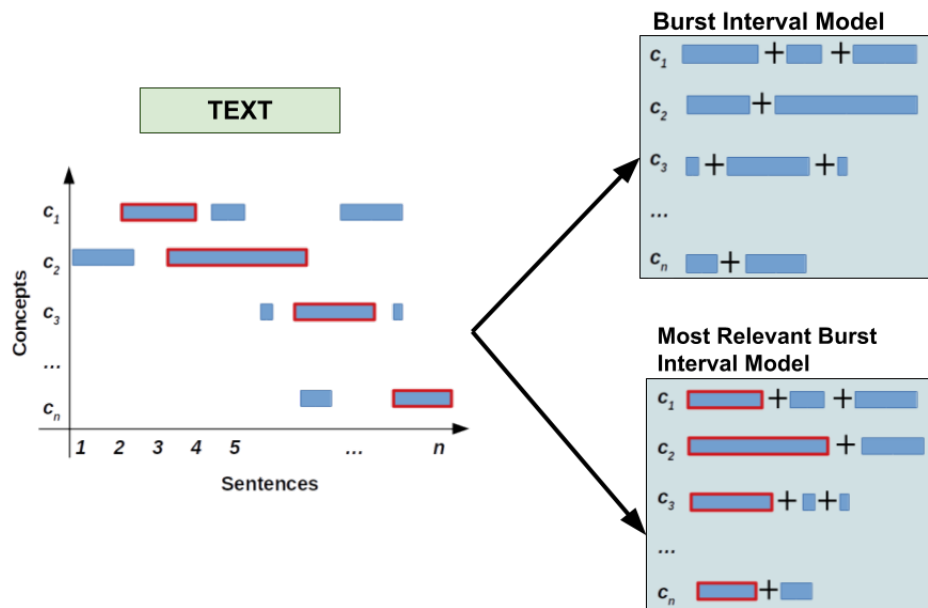 TEXT
Concepts
c1
c2
c3
...
cn
1 2 3 4 5 ... n
Sentences
Burst Interval Model
c1 + +
c2 +
c3 + +
...
cn +
Most Relevant Burst
Interval Model
c1 + +
c2 +
c3 + +
...
cn +